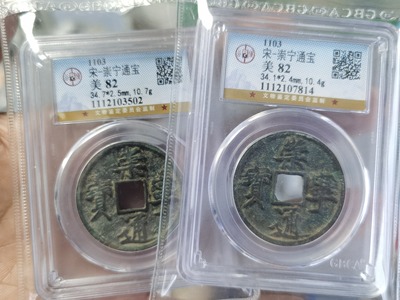 GBCA
1103
宋-崇宁通宝
美 82
34.1*2.5mm,10.7g
1112103502
崇
寶 寧
通
1103
宋-崇宁通宝
美 82
34.1*2.4mm,10.4g
1112107814
崇
寶 寧
通
GBCA